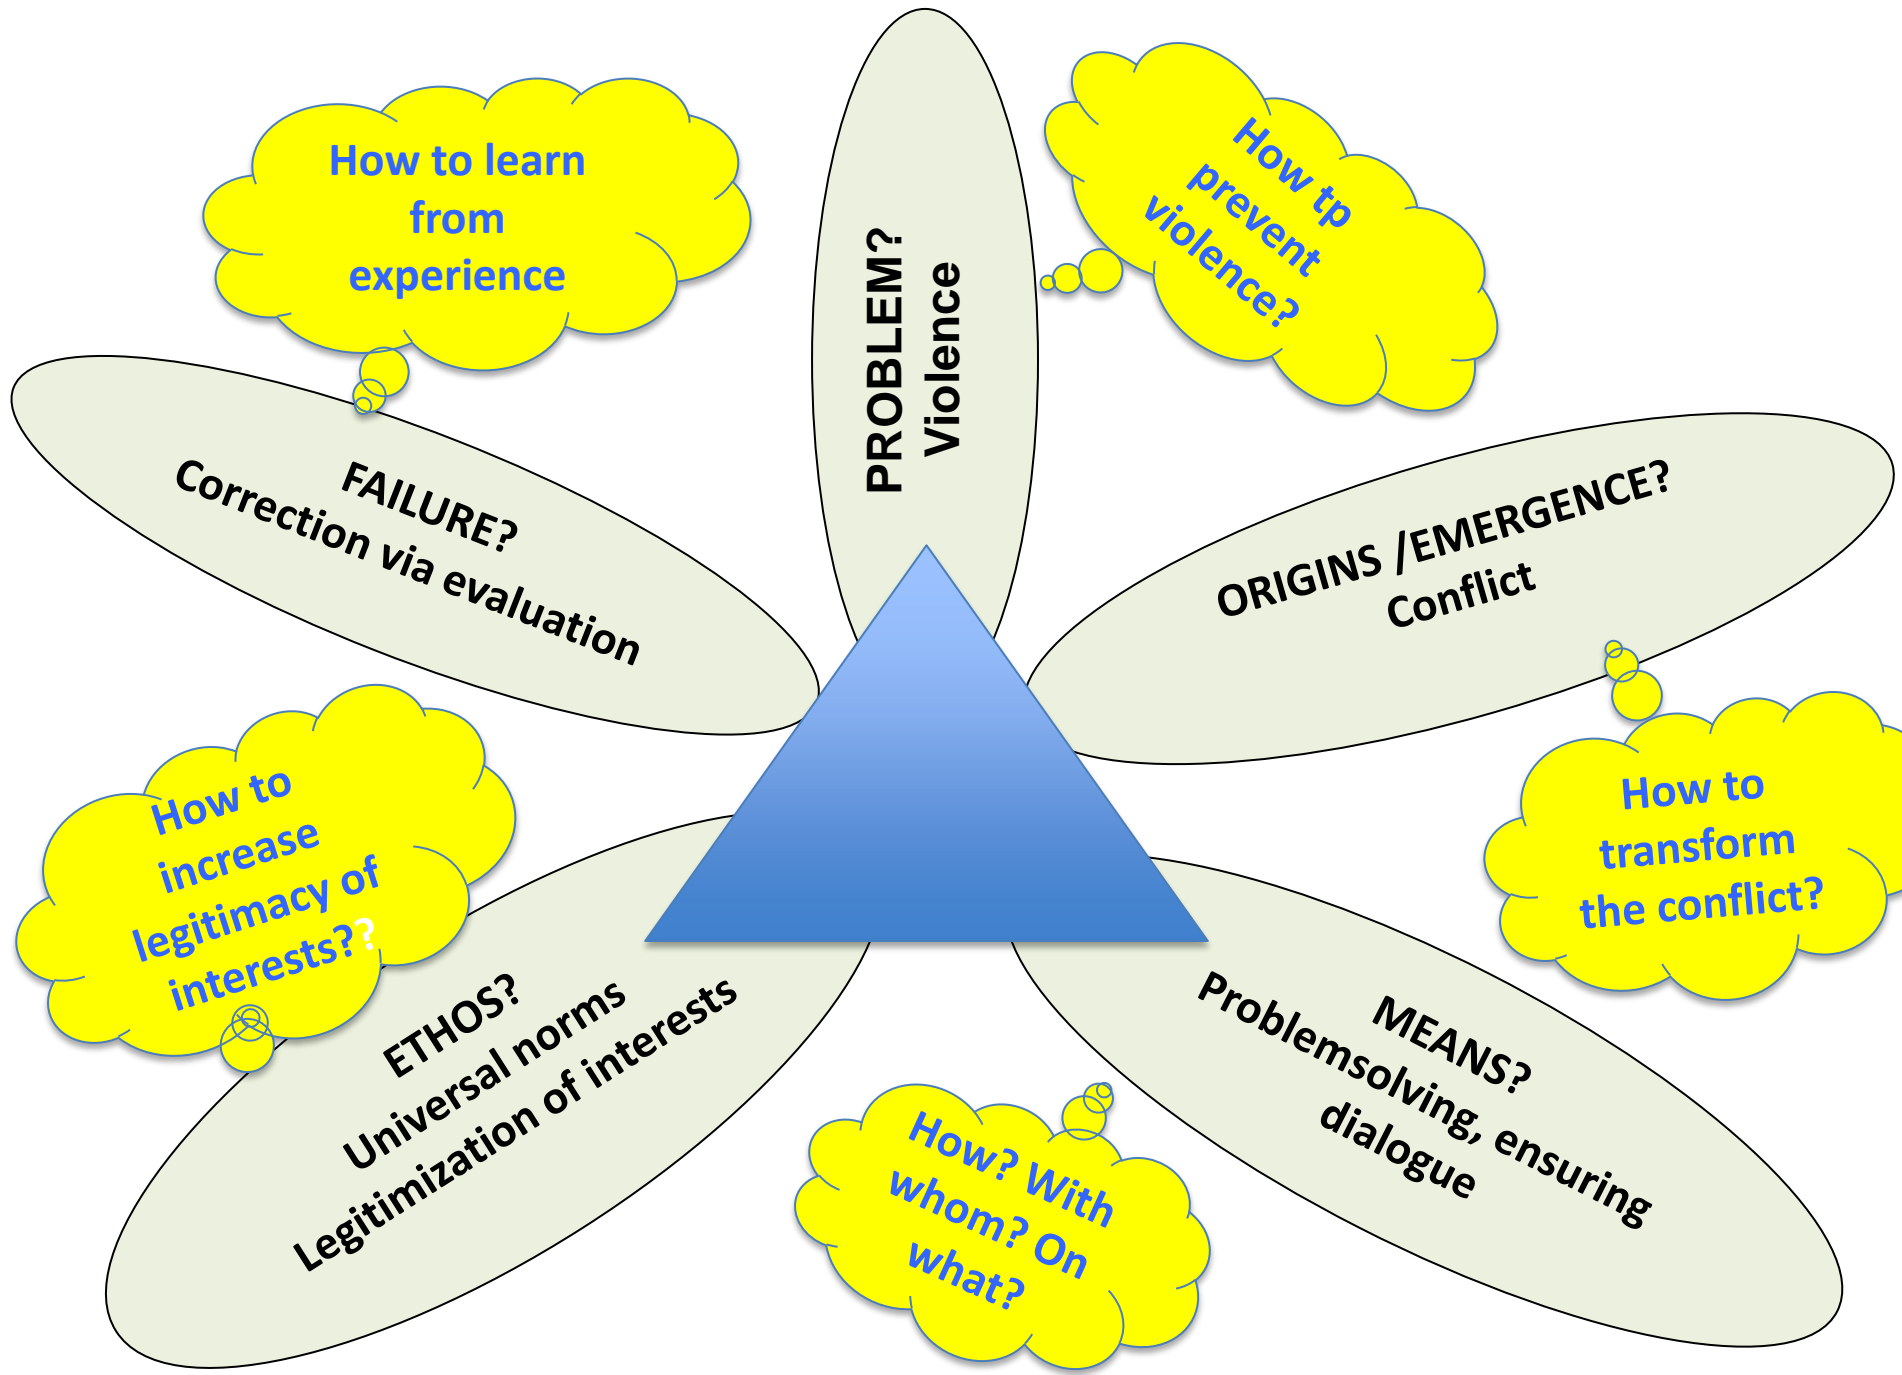 How to learn
from
experience
PROBLEM?
Violence
How tp
prevent
violence?
FAILURE?
Correction via evaluation
ORIGINS /EMERGENCE?
Conflict
How to
increase
legitimacy of
interests??
How to
transform
the conflict?
ETHOS?
Universal norms
Legitimization of interests
MEANS?
Problemsolving, ensuring
dialogue
How? With
whom? On
what?